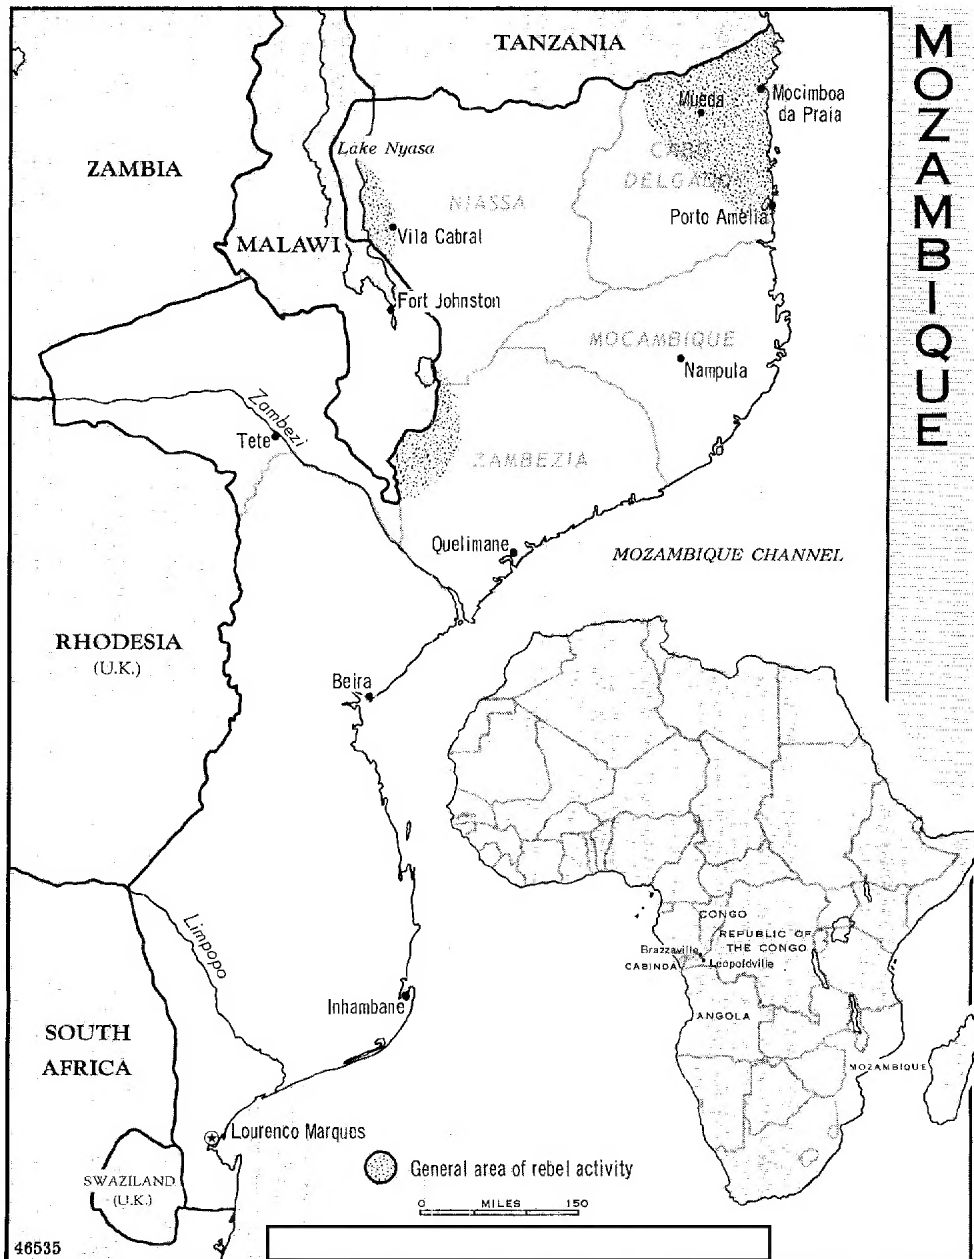 MOZAMBIQUE
TANZANIA
Mueda
Mocimboa
da Praia
Lake Nyasa
ZAMBIA
CABO
DELGADO
NIASSA
Porto Amelia
Vila Cabral
MALAWI
Fort Johnston
MOCAMBIQUE
Nampula
Zambezi
Tete
ZAMBEZIA
Quelimane
MOZAMBIQUE CHANNEL
RHODESIA
(U.K.)
Beira
CONGO
REPUBLIC OF
THE CONGO
Brazzaville
Leopoldville
CABINDA
Limpopo
Inhambane
ANGOLA
SOUTH
AFRICA
MOZAMBIQUE
Lourenco Marques
General area of rebel activity
SWAZILAND
(U.K.)
0 MILES 150
46535